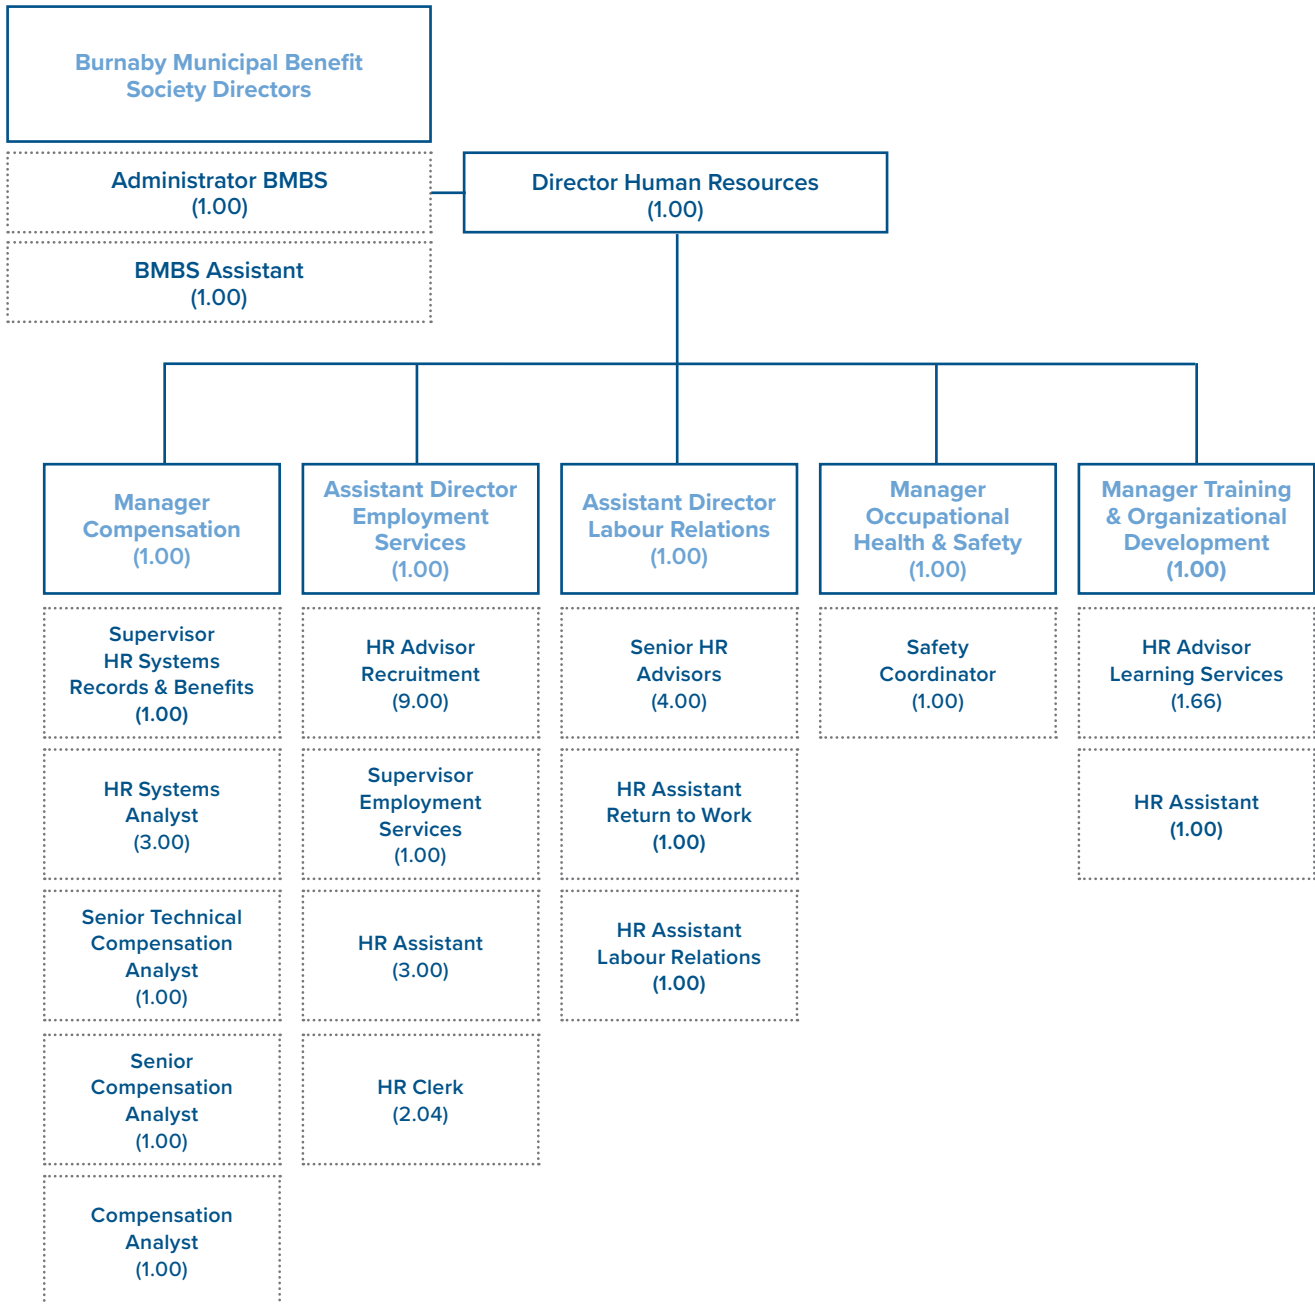 Burnaby Municipal Benefit
Society Directors
Administrator BMBS
(1.00)
BMBS Assistant
(1.00)
Director Human Resources
(1.00)
Manager
Compensation
(1.00)
Supervisor
HR Systems
Records & Benefits
(1.00)
HR Systems
Analyst
(3.00)
Senior Technical
Compensation
Analyst
(1.00)
Senior
Compensation
Analyst
(1.00)
Compensation
Analyst
(1.00)
Assistant Director
Employment
Services
(1.00)
HR Advisor
Recruitment
(9.00)
Supervisor
Employment
Services
(1.00)
HR Assistant
(3.00)
HR Clerk
(2.04)
Assistant Director
Labour Relations
(1.00)
Senior HR
Advisors
(4.00)
HR Assistant
Return to Work
(1.00)
HR Assistant
Labour Relations
(1.00)
Manager
Occupational
Health & Safety
(1.00)
Safety
Coordinator
(1.00)
Manager Training
& Organizational
Development
(1.00)
HR Advisor
Learning Services
(1.66)
HR Assistant
(1.00)